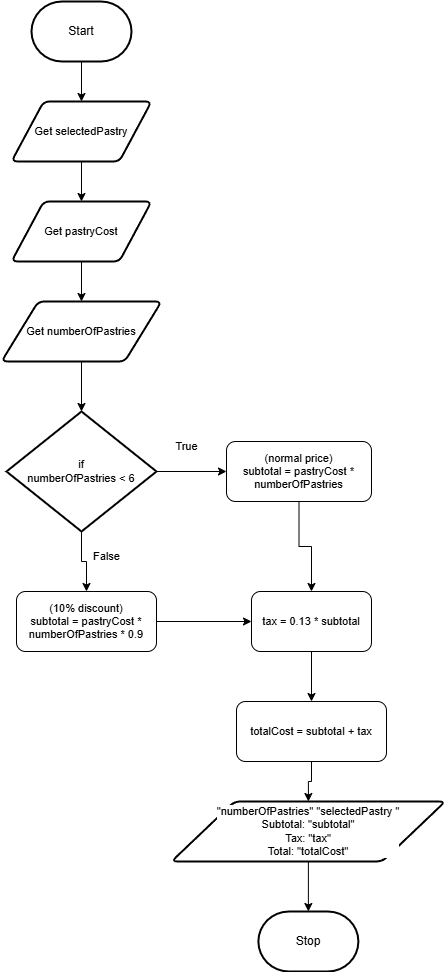 Start
Get selectedPastry
Get pastryCost
Get numberOfPastries
if
numberOfPastries < 6
True
(normal price)
subtotal = pastryCost *
numberOfPastries
False
(10% discount)
subtotal = pastryCost *
numberOfPastries * 0.9
tax = 0.13 * subtotal
totalCost = subtotal + tax
"numberOfPastries" "selectedPastry "
Subtotal: "subtotal"
Tax: "tax"
Total: "totalCost"
Stop